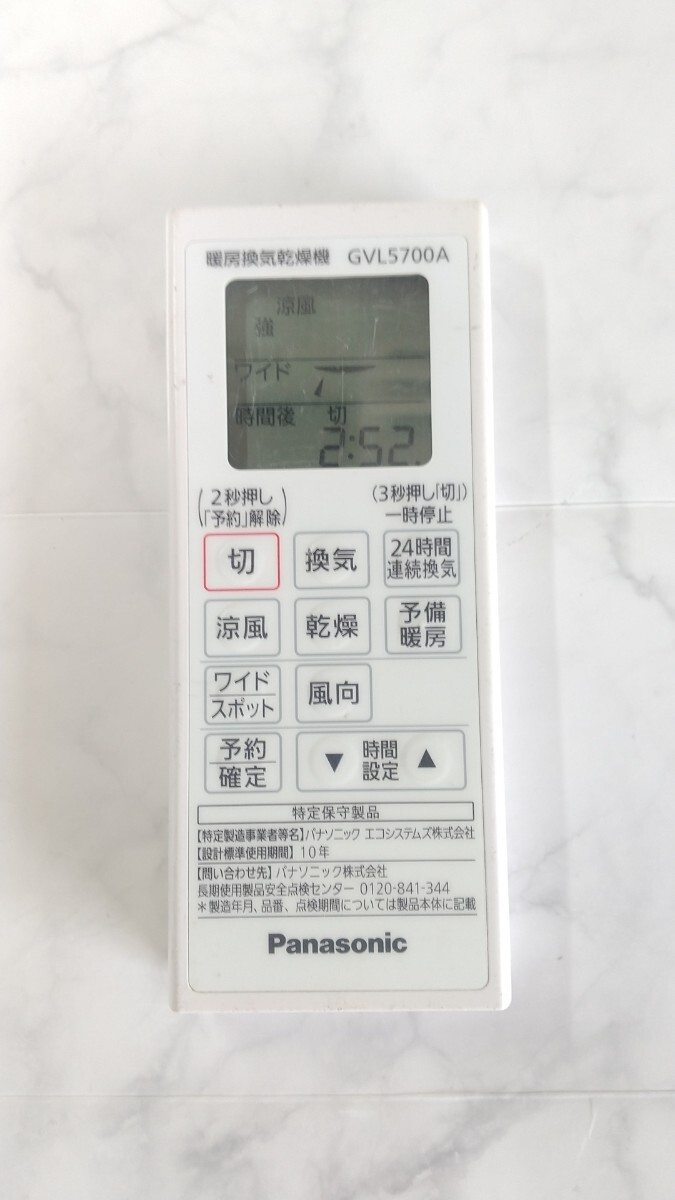 暖房換気乾燥機 GVL5700A
涼風
強
ワイド
時間後 切
2:52
(2秒押し「予約」解除)
(3秒押し「切」)
一時停止
切
換気
24時間
連続換気
涼風
乾燥
予備
暖房
ワイド
スポット
風向
予約
確定
▼ 時間設定 ▲
特定保守製品
【特定製造事業者等名】パナソニック エコシステムズ株式会社
【設計標準使用期間】10年
【問い合わせ先】パナソニック株式会社
長期使用製品安全点検センター 0120-841-344
*製造年月、品番、点検期間については製品本体に記載
Panasonic